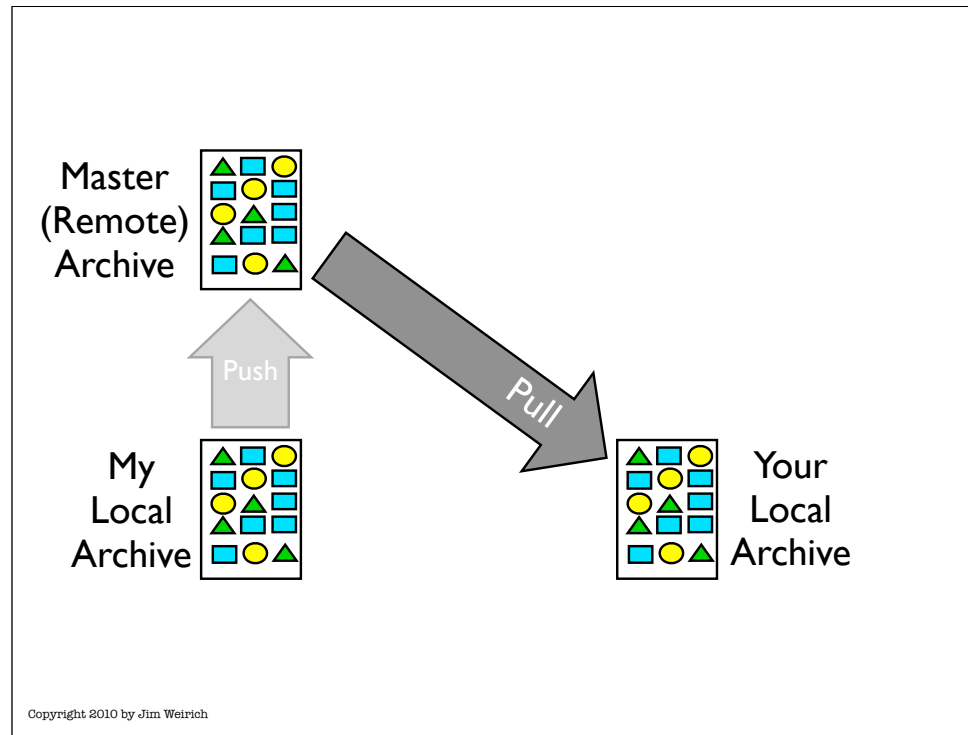 Master
(Remote)
Archive
Push
Pull
My
Local
Archive
Your
Local
Archive
Copyright 2010 by Jim Weirich